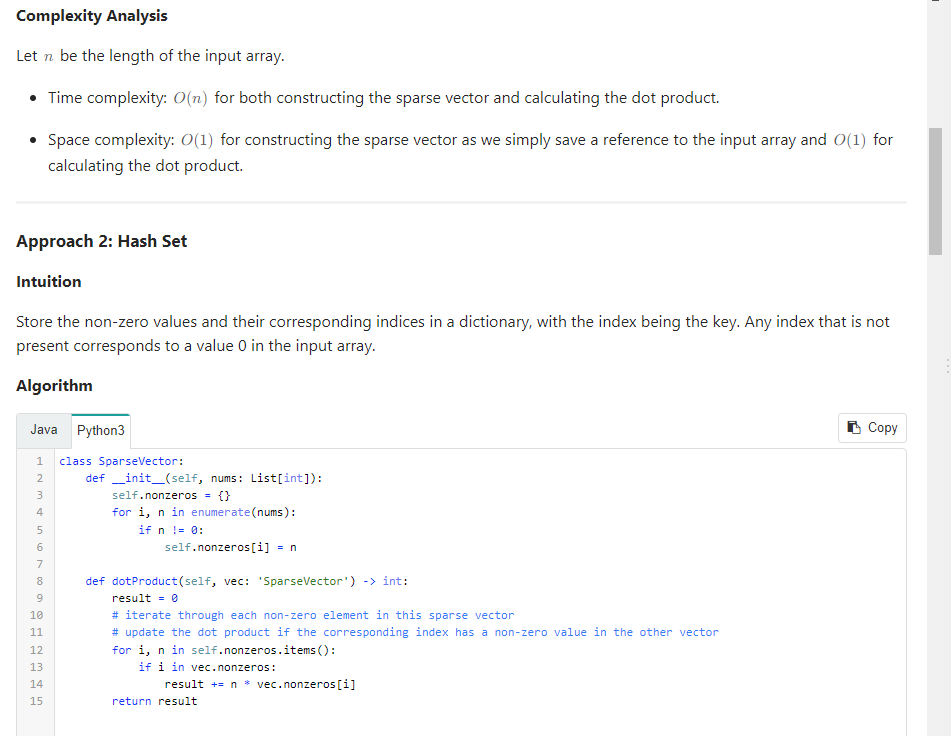 Complexity Analysis
Let n be the length of the input array.
• Time complexity: O(n) for both constructing the sparse vector and calculating the dot product.
• Space complexity: O(1) for constructing the sparse vector as we simply save a reference to the input array and O(1) for
calculating the dot product.
Approach 2: Hash Set
Intuition
Store the non-zero values and their corresponding indices in a dictionary, with the index being the key. Any index that is not
present corresponds to a value 0 in the input array.
Algorithm
Java Python3 Copy
1 class SparseVector:
2     def __init__(self, nums: List[int]):
3         self.nonzeros = {}
4         for i, n in enumerate(nums):
5             if n != 0:
6                 self.nonzeros[i] = n
7
8     def dotProduct(self, vec: 'SparseVector') -> int:
9         result = 0
10         # iterate through each non-zero element in this sparse vector
11         # update the dot product if the corresponding index has a non-zero value in the other vector
12         for i, n in self.nonzeros.items():
13             if i in vec.nonzeros:
14                 result += n * vec.nonzeros[i]
15         return result